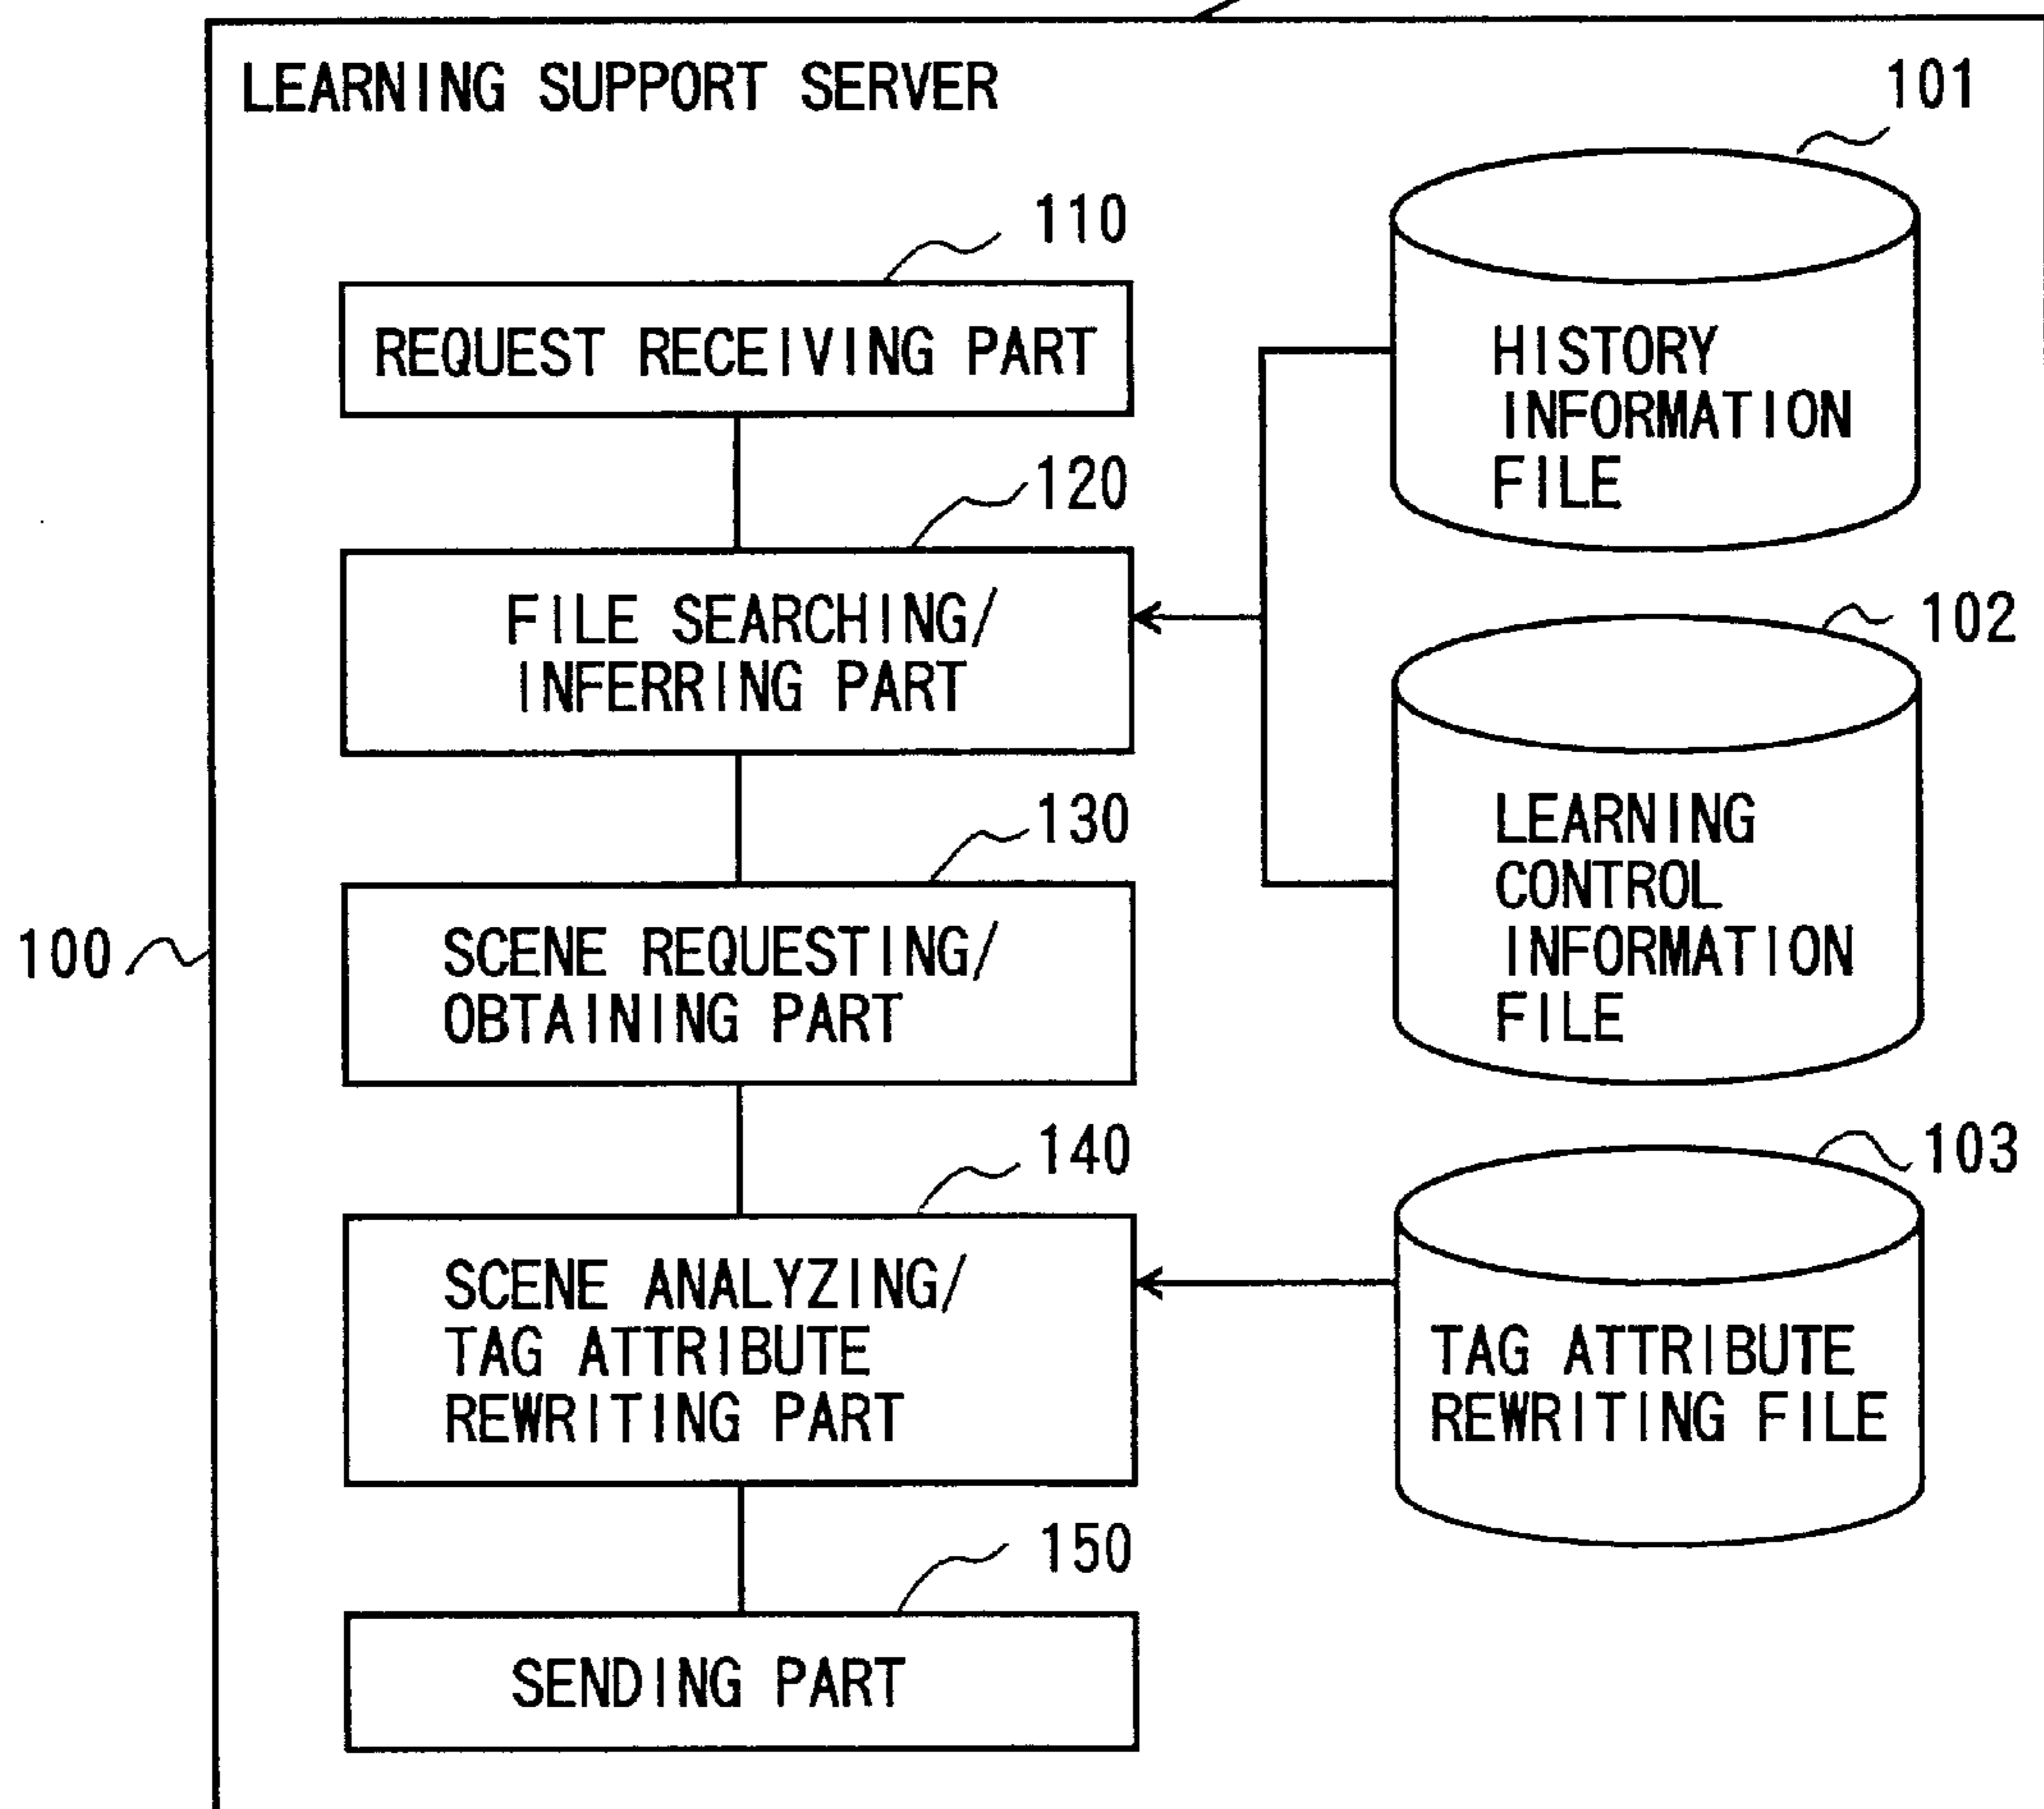 LEARNING SUPPORT SERVER
101
110
REQUEST RECEIVING PART
HISTORY
INFORMATION
FILE
120
FILE SEARCHING/
INFERRING PART
102
130
LEARNING
CONTROL
INFORMATION
FILE
100
SCENE REQUESTING/
OBTAINING PART
140
103
SCENE ANALYZING/
TAG ATTRIBUTE
REWRITING PART
TAG ATTRIBUTE
REWRITING FILE
150
SENDING PART